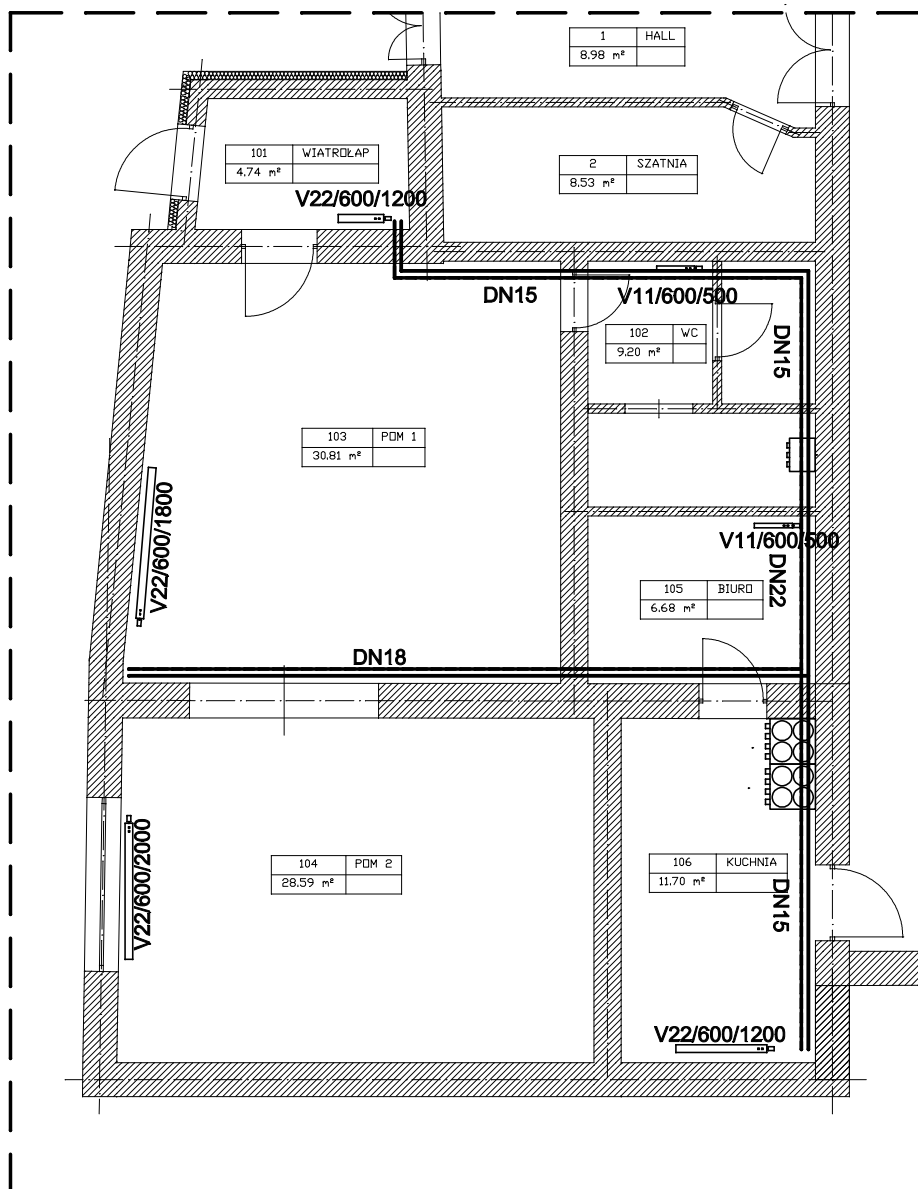 1 HALL
8.98 m²
101 WIATROŁAP
4.74 m²
2 SZATNIA
8.53 m²
V22/600/1200
DN15
V11/600/500
102 WC
9.20 m²
DN15
103 POM 1
30.81 m²
V22/600/1800
V11/600/500
DN22
105 BIURO
6.68 m²
DN18
104 POM 2
28.59 m²
V22/600/2000
106 KUCHNIA
11.70 m²
DN15
V22/600/1200